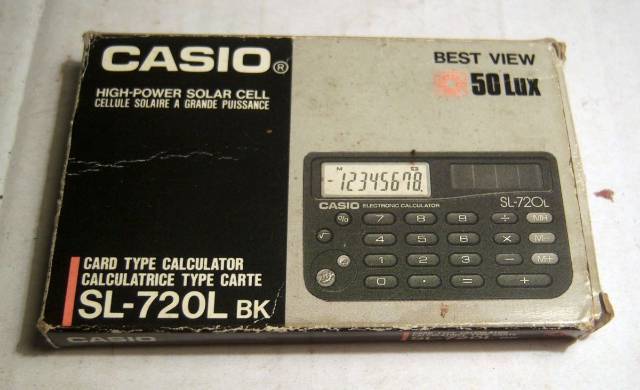 CASIO®
HIGH-POWER SOLAR CELL
CELLULE SOLAIRE A GRANDE PUISSANCE
BEST VIEW
50 Lux
M
-12345678.
CASIO ELECTRONIC CALCULATOR
SL-720L
% 7 8 9 ÷ MR
√ 4 5 6 × M-
1 2 3 - M+
0 · = +
CARD TYPE CALCULATOR
CALCULATRICE TYPE CARTE
SL-720L BK
CASIO